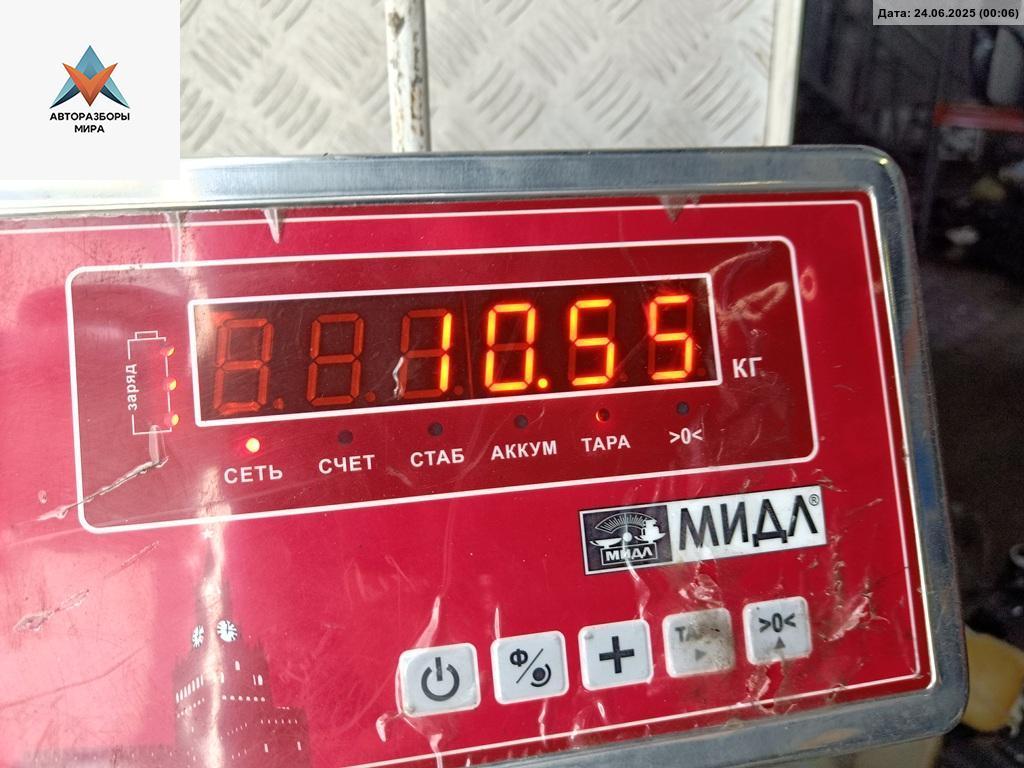 Дата: 24.06.2025 (00:06)
АВТОРАЗБОРЫ
МИРА
10.55
КГ
заряд
СЕТЬ СЧЕТ СТАБ АККУМ ТАРА >0<
МИДЛ МИДЛ®
Ф/ + >0<